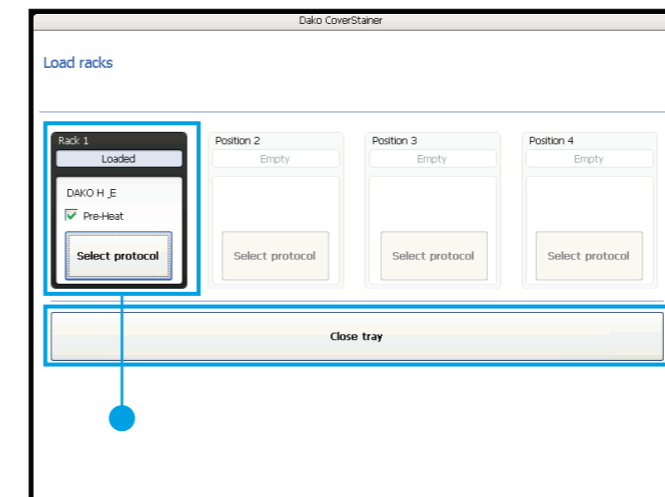 Dako CoverStainer
Load racks
Rack 1
Loaded
DAKO H_E
Pre-Heat
Select protocol
Position 2
Empty
Select protocol
Position 3
Empty
Select protocol
Position 4
Empty
Select protocol
Close tray